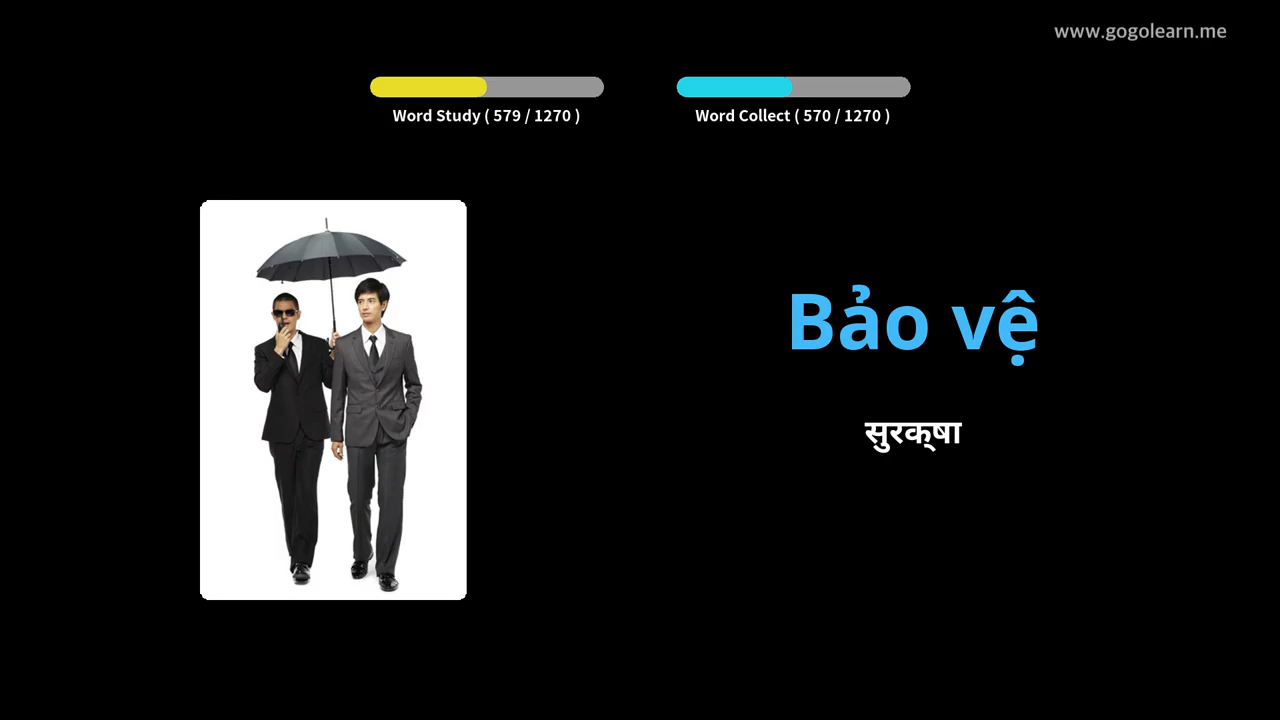 www.gogolearn.me
Word Study ( 579 / 1270 )
Word Collect ( 570 / 1270 )
Bảo vệ
सुरक्षा